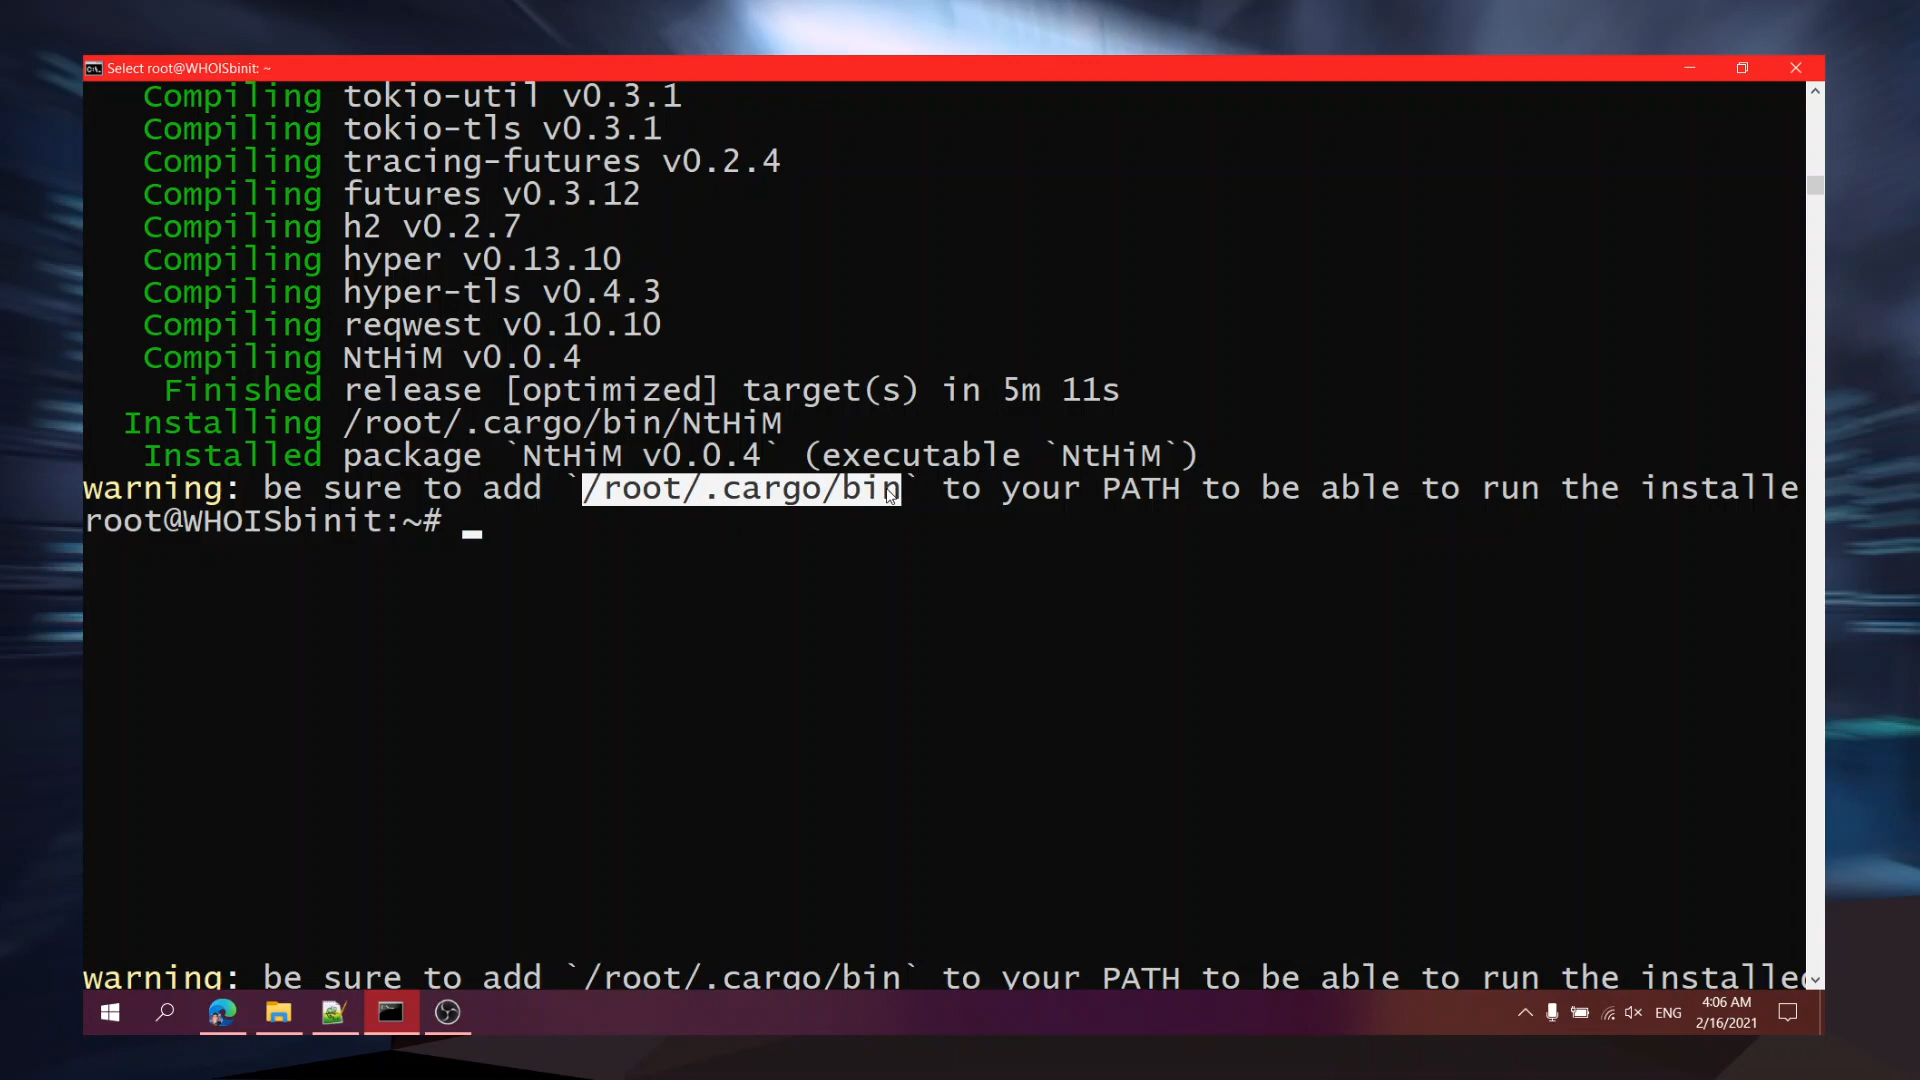 Select root@WHOISbinit: ~
Compiling tokio-util v0.3.1
Compiling tokio-tls v0.3.1
Compiling tracing-futures v0.2.4
Compiling futures v0.3.12
Compiling h2 v0.2.7
Compiling hyper v0.13.10
Compiling hyper-tls v0.4.3
Compiling reqwest v0.10.10
Compiling NtHiM v0.0.4
Finished release [optimized] target(s) in 5m 11s
Installing /root/.cargo/bin/NtHiM
Installed package `NtHiM v0.0.4` (executable `NtHiM`)
warning: be sure to add `/root/.cargo/bin` to your PATH to be able to run the installe
root@WHOISbinit:~#
warning: be sure to add `/root/.cargo/bin` to your PATH to be able to run the installed
ENG
4:06 AM
2/16/2021